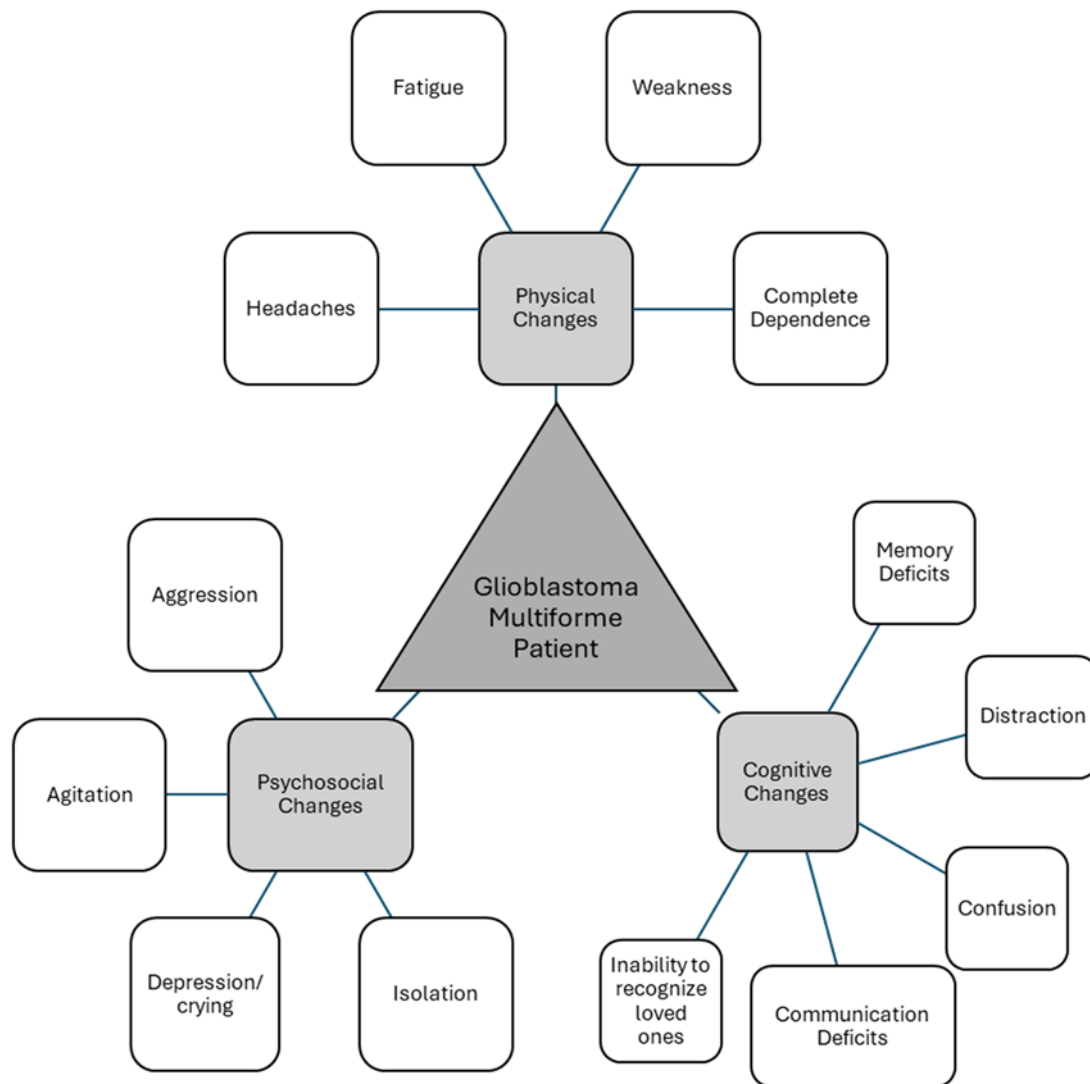 Fatigue
Weakness
Headaches
Physical
Changes
Complete
Dependence
Glioblastoma
Multiforme
Patient
Aggression
Agitation
Psychosocial
Changes
Depression/
crying
Isolation
Memory
Deficits
Distraction
Cognitive
Changes
Confusion
Communication
Deficits
Inability to
recognize
loved
ones